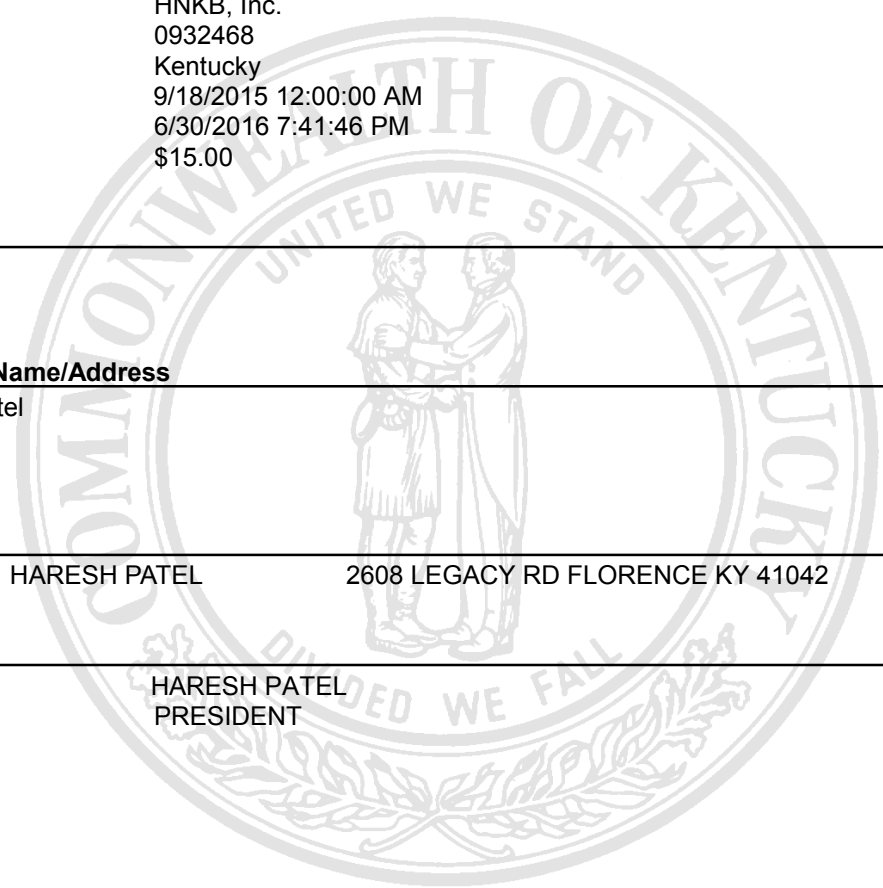 HNKB, Inc.
0932468
Kentucky
9/18/2015 12:00:00 AM
6/30/2016 7:41:46 PM
$15.00
COMMONWEALTH OF KENTUCKY
UNITED WE STAND
Name/Address
tel
HARESH PATEL 2608 LEGACY RD FLORENCE KY 41042
HARESH PATEL
PRESIDENT
DIVIDED WE FALL